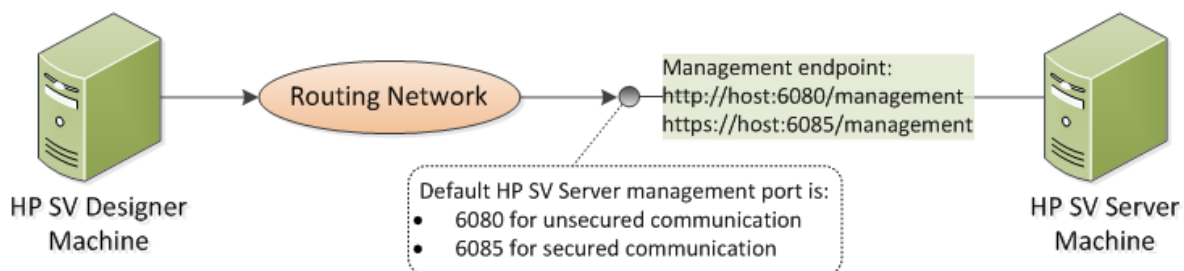 Routing Network
Management endpoint:
http://host:6080/management
https://host:6085/management
Default HP SV Server management port is:
• 6080 for unsecured communication
• 6085 for secured communication
HP SV Designer
Machine
HP SV Server
Machine